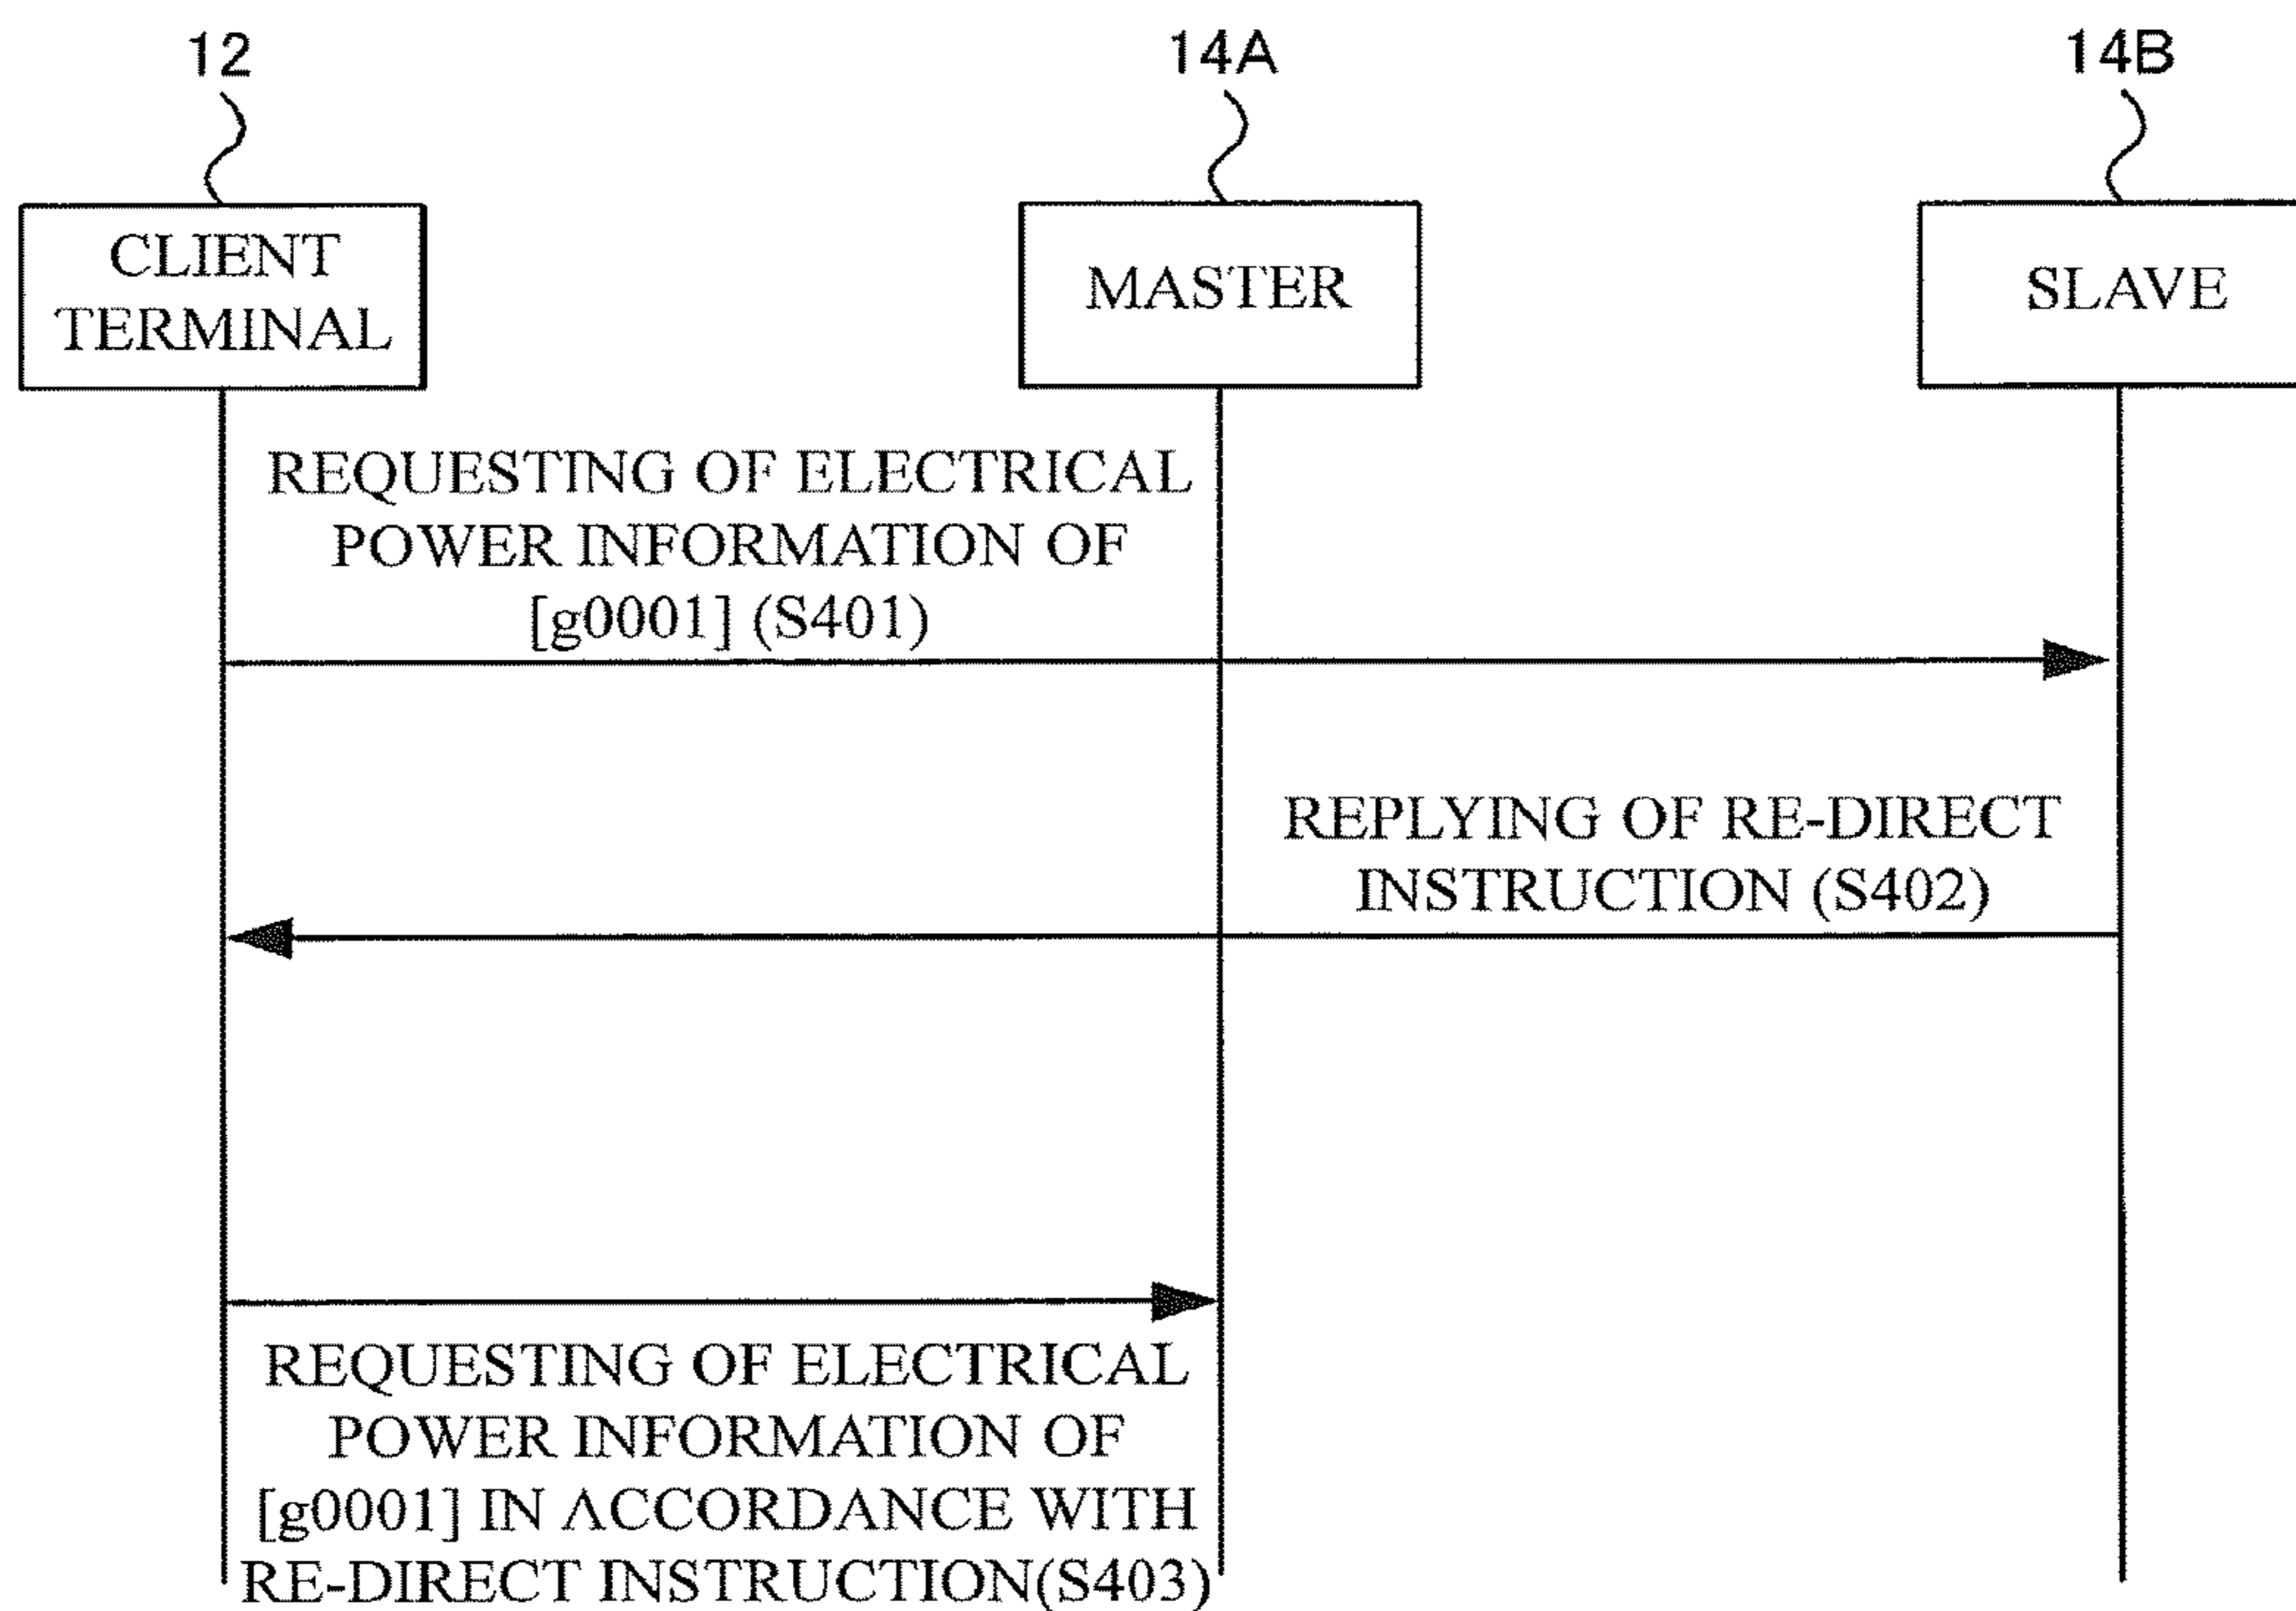 12
14A
14B
CLIENT
TERMINAL
MASTER
SLAVE
REQUESTING OF ELECTRICAL
POWER INFORMATION OF
[g0001] (S401)
REPLYING OF RE-DIRECT
INSTRUCTION (S402)
REQUESTING OF ELECTRICAL
POWER INFORMATION OF
[g0001] IN ACCORDANCE WITH
RE-DIRECT INSTRUCTION(S403)